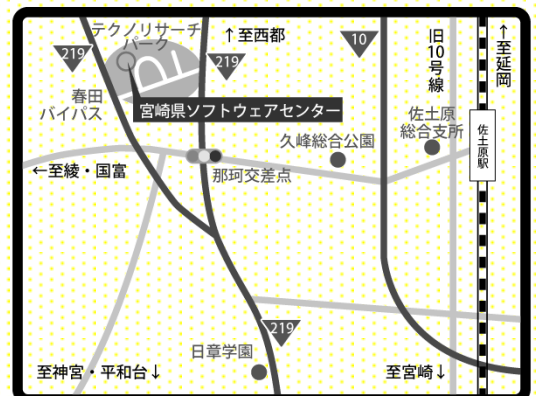 テクノリサーチ
パーク
↑至西都
219
219
10
旧10号線
↑至延岡
春田
バイパス
宮崎県ソフトウェアセンター
佐土原
総合支所
佐土原駅
久峰総合公園
←至綾・国富
那珂交差点
219
日章学園
至神宮・平和台↓
至宮崎↓